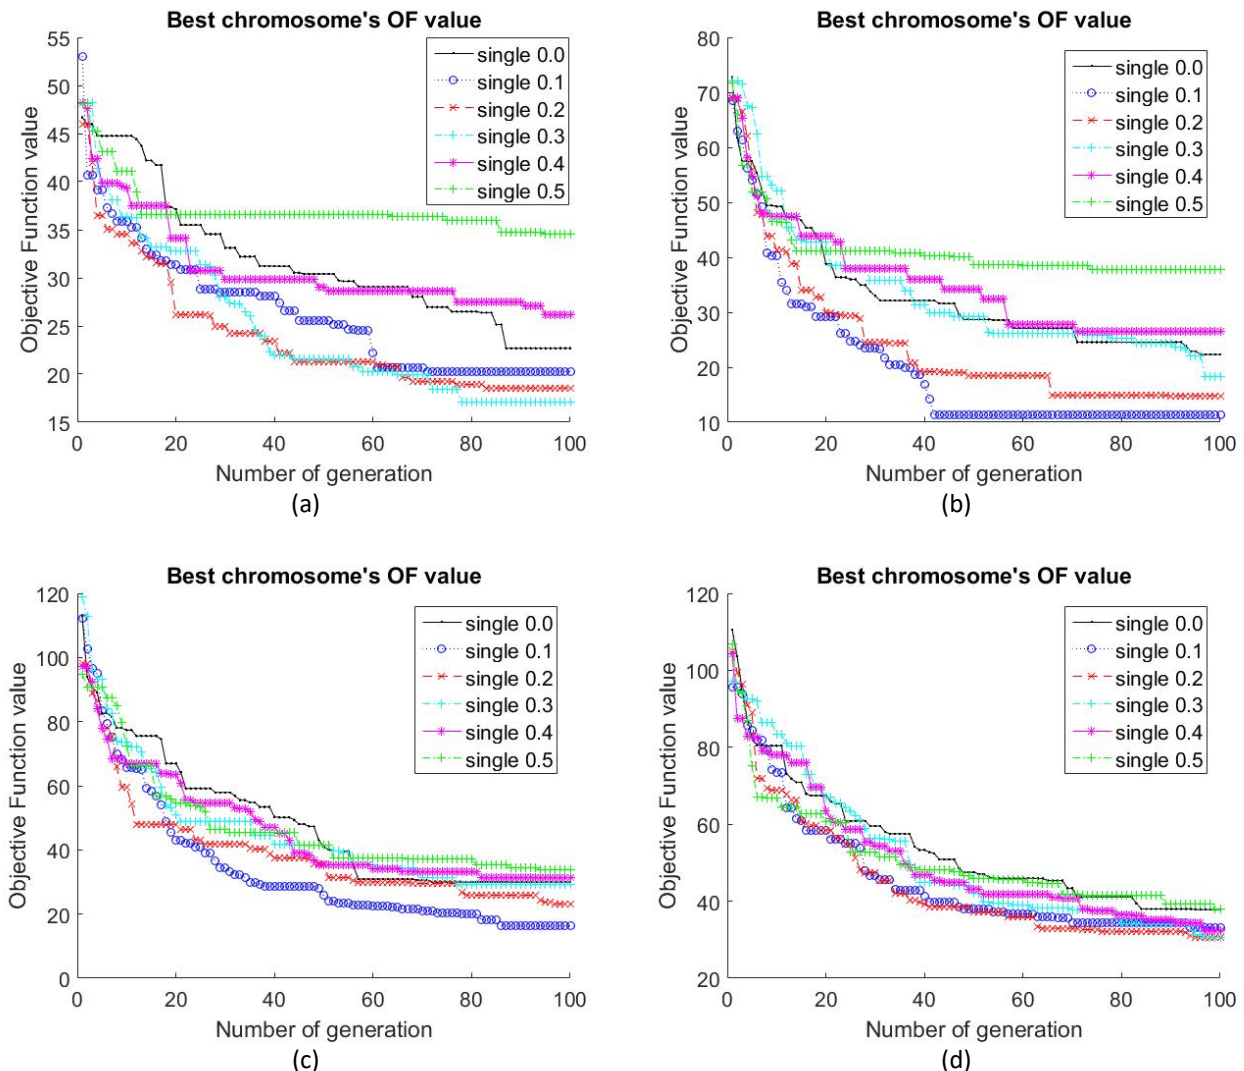 Best chromosome's OF value
Objective Function value
55
50
45
40
35
30
25
20
15
0
20
40
60
80
100
Number of generation
single 0.0
single 0.1
single 0.2
single 0.3
single 0.4
single 0.5
(a)
Best chromosome's OF value
Objective Function value
80
70
60
50
40
30
20
10
0
20
40
60
80
100
Number of generation
single 0.0
single 0.1
single 0.2
single 0.3
single 0.4
single 0.5
(b)
Best chromosome's OF value
Objective Function value
120
100
80
60
40
20
0
0
20
40
60
80
100
Number of generation
single 0.0
single 0.1
single 0.2
single 0.3
single 0.4
single 0.5
(c)
Best chromosome's OF value
Objective Function value
120
100
80
60
40
20
0
20
40
60
80
100
Number of generation
single 0.0
single 0.1
single 0.2
single 0.3
single 0.4
single 0.5
(d)